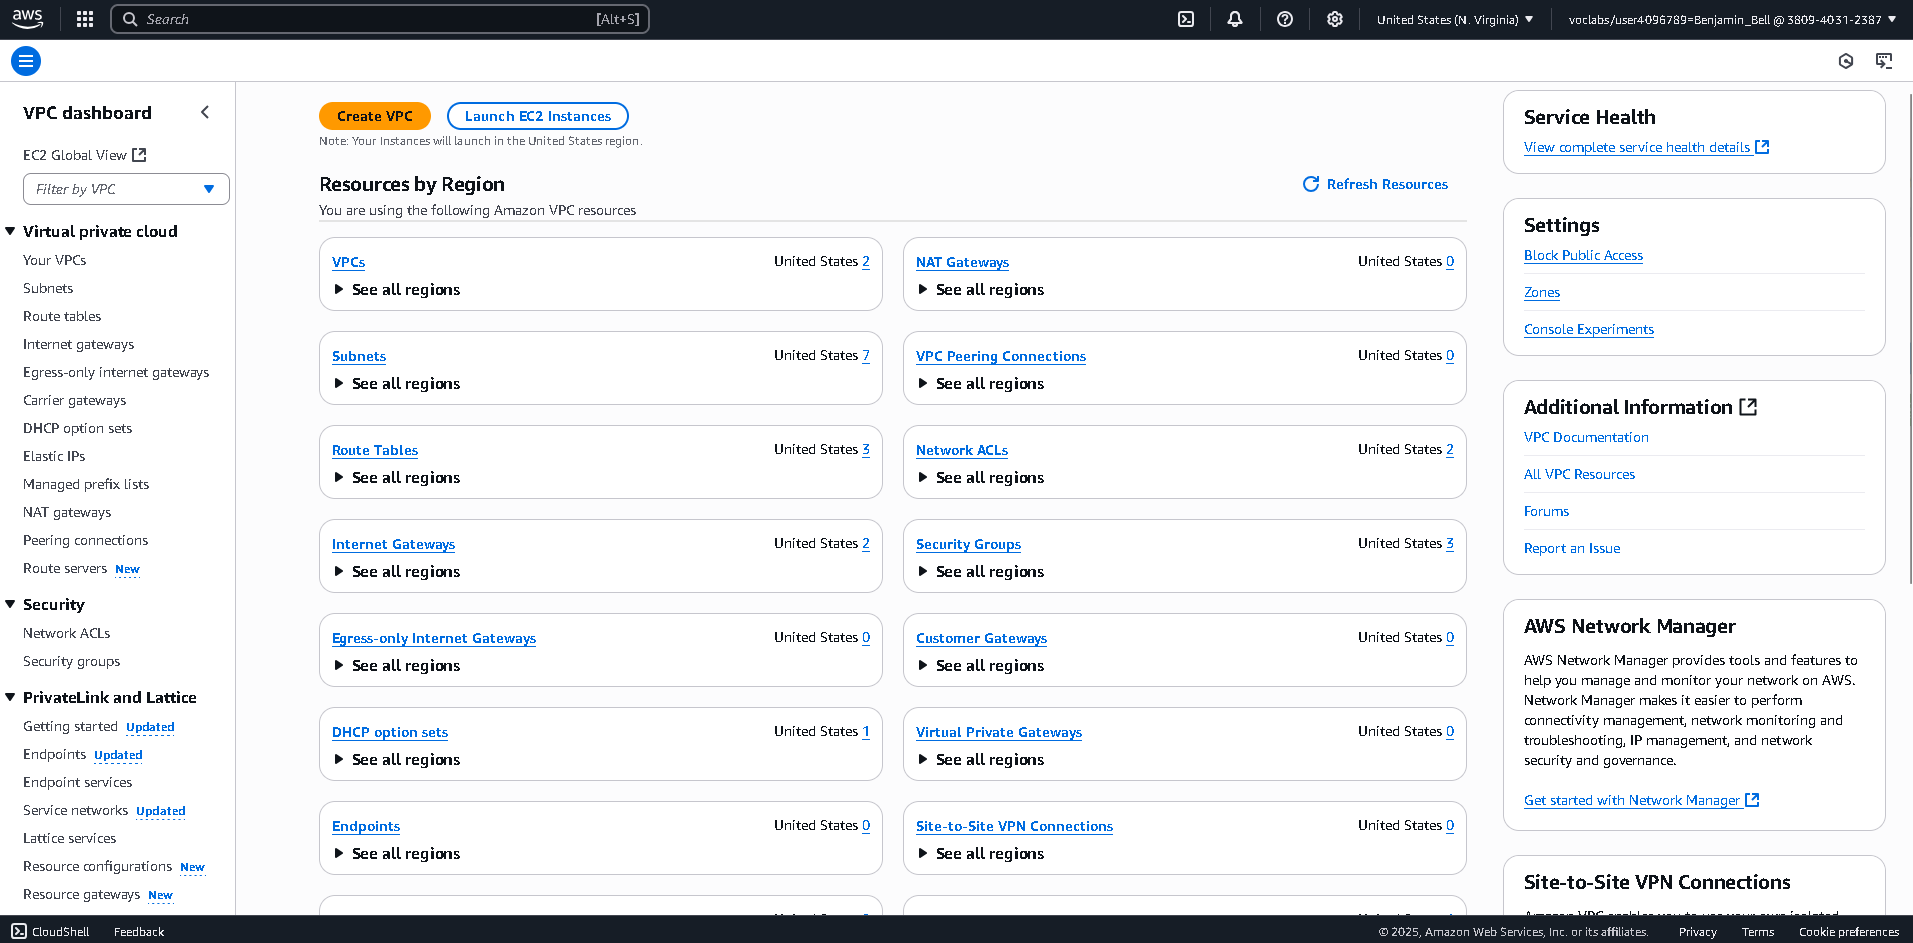 aws
Search [Alt+S]
United States (N. Virginia)
voclabs/user4096789=Benjamin_Bell @ 3809-4031-2387
VPC dashboard
EC2 Global View
Filter by VPC
Virtual private cloud
Your VPCs
Subnets
Route tables
Internet gateways
Egress-only internet gateways
Carrier gateways
DHCP option sets
Elastic IPs
Managed prefix lists
NAT gateways
Peering connections
Route servers New
Security
Network ACLs
Security groups
PrivateLink and Lattice
Getting started Updated
Endpoints Updated
Endpoint services
Service networks Updated
Lattice services
Resource configurations New
Resource gateways New
Create VPC
Launch EC2 Instances
Note: Your Instances will launch in the United States region.
Resources by Region
Refresh Resources
You are using the following Amazon VPC resources
VPCs United States 2
See all regions
NAT Gateways United States 0
See all regions
Subnets United States 7
See all regions
VPC Peering Connections United States 0
See all regions
Route Tables United States 3
See all regions
Network ACLs United States 2
See all regions
Internet Gateways United States 2
See all regions
Security Groups United States 3
See all regions
Egress-only Internet Gateways United States 0
See all regions
Customer Gateways United States 0
See all regions
DHCP option sets United States 1
See all regions
Virtual Private Gateways United States 0
See all regions
Endpoints United States 0
See all regions
Site-to-Site VPN Connections United States 0
See all regions
Service Health
View complete service health details
Settings
Block Public Access
Zones
Console Experiments
Additional Information
VPC Documentation
All VPC Resources
Forums
Report an Issue
AWS Network Manager
AWS Network Manager provides tools and features to
help you manage and monitor your network on AWS.
Network Manager makes it easier to perform
connectivity management, network monitoring and
troubleshooting, IP management, and network
security and governance.
Get started with Network Manager
Site-to-Site VPN Connections
Amazon VPC enables you to use your own isolated
CloudShell
Feedback
© 2025, Amazon Web Services, Inc. or its affiliates.
Privacy
Terms
Cookie preferences